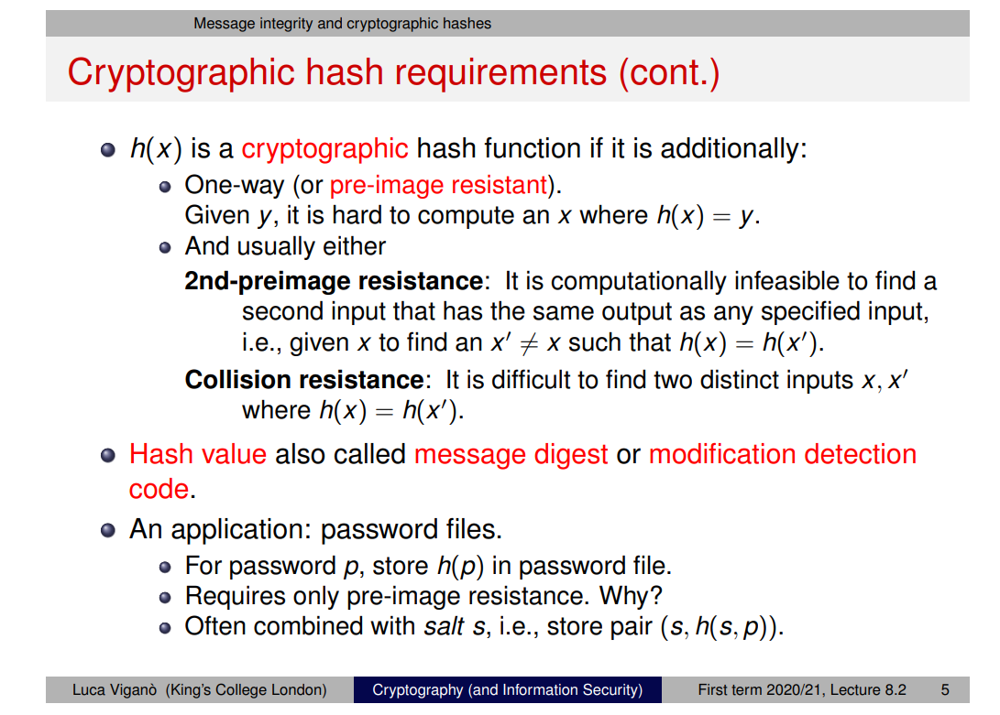 Message integrity and cryptographic hashes
Cryptographic hash requirements (cont.)
h(x) is a cryptographic hash function if it is additionally:
One-way (or pre-image resistant).
Given y, it is hard to compute an x where h(x) = y.
And usually either
2nd-preimage resistance: It is computationally infeasible to find a
second input that has the same output as any specified input,
i.e., given x to find an x′ ≠ x such that h(x) = h(x′).
Collision resistance: It is difficult to find two distinct inputs x, x′
where h(x) = h(x′).
Hash value also called message digest or modification detection
code.
An application: password files.
For password p, store h(p) in password file.
Requires only pre-image resistance. Why?
Often combined with salt s, i.e., store pair (s, h(s, p)).
Luca Viganò (King's College London) Cryptography (and Information Security) First term 2020/21, Lecture 8.2 5